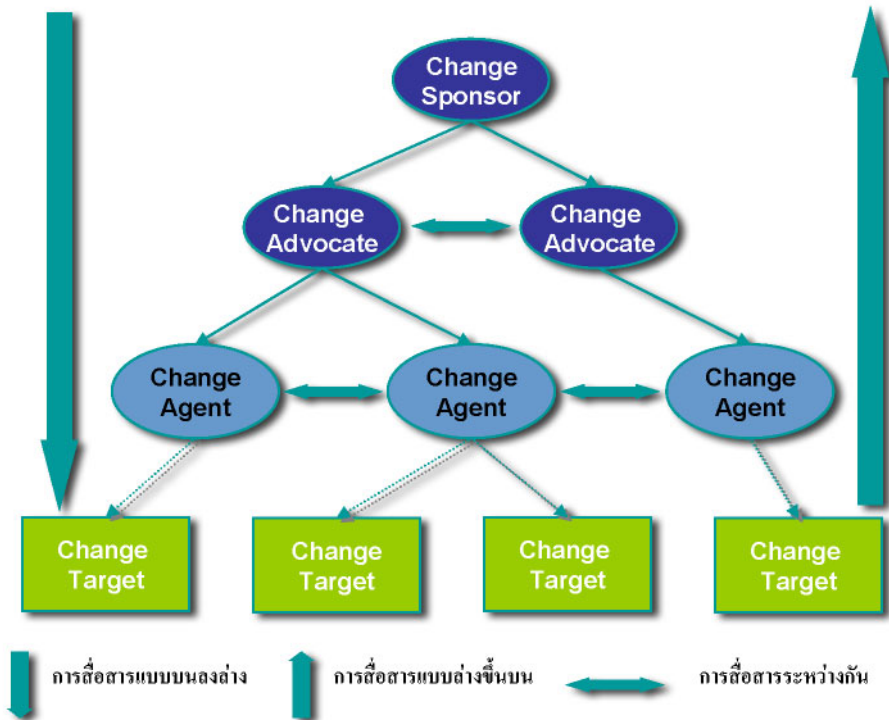 Change
Sponsor
Change
Advocate
Change
Advocate
Change
Agent
Change
Agent
Change
Agent
Change
Target
Change
Target
Change
Target
Change
Target
การสื่อสารแบบบนลงล่าง
การสื่อสารแบบล่างขึ้นบน
การสื่อสารระหว่างกัน